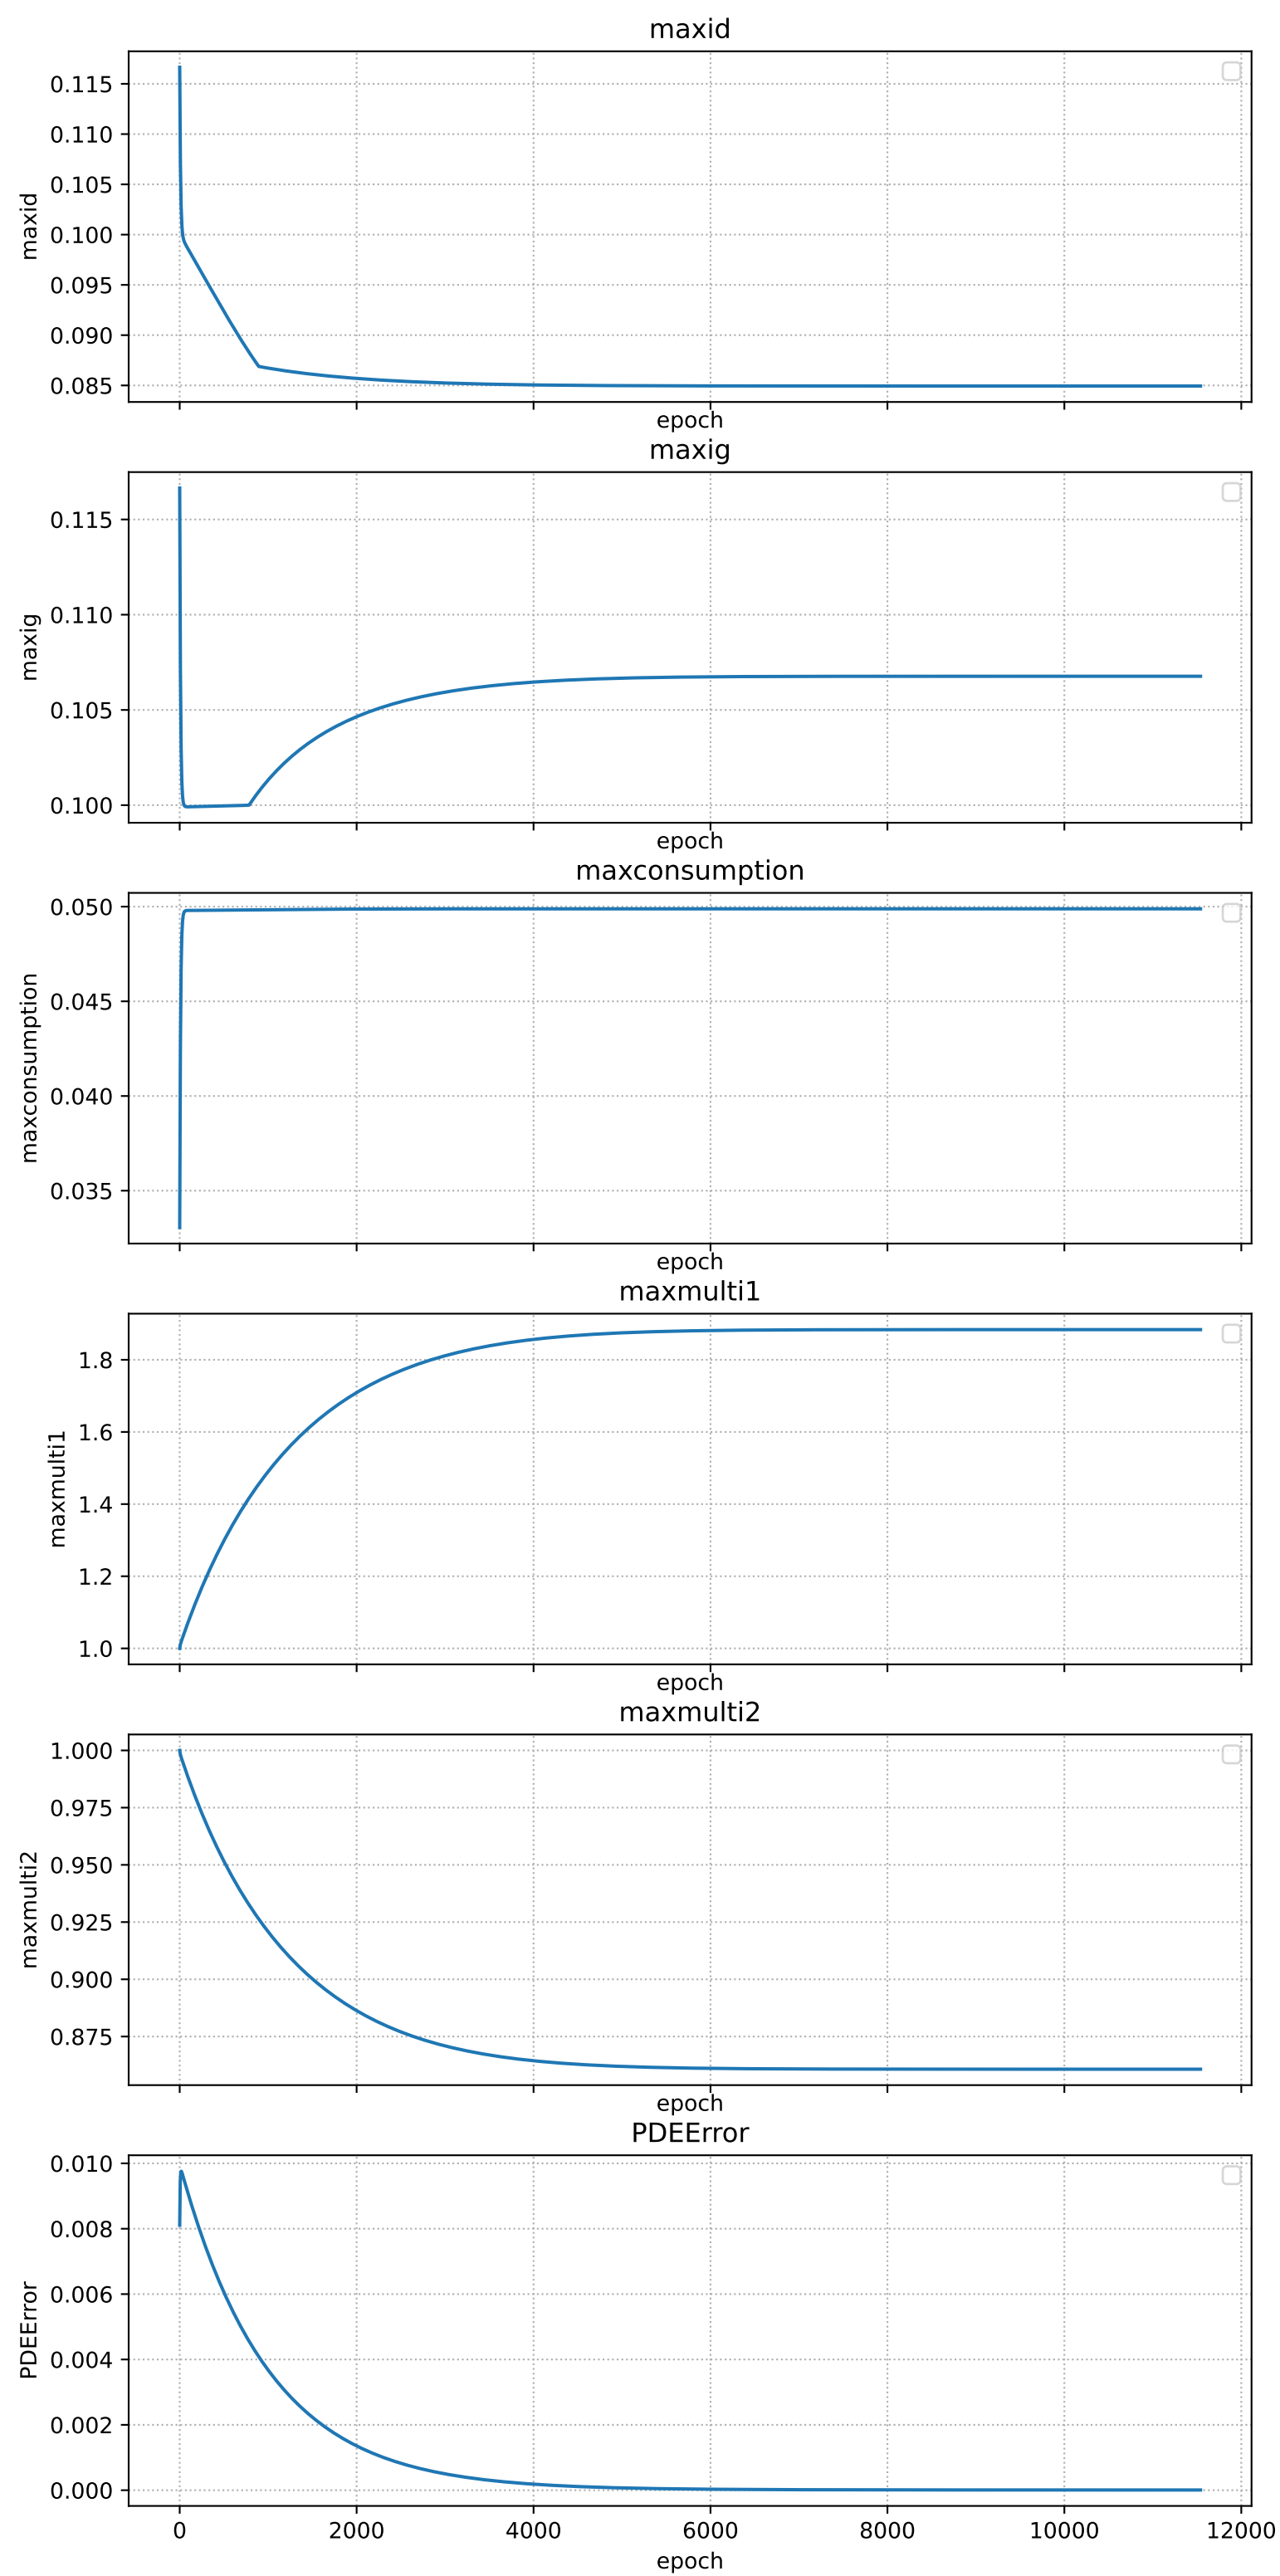 maxid
maxid
0.115
0.110
0.105
0.100
0.095
0.090
0.085
epoch
maxig
maxig
0.115
0.110
0.105
0.100
epoch
maxconsumption
maxconsumption
0.050
0.045
0.040
0.035
epoch
maxmulti1
maxmulti1
1.8
1.6
1.4
1.2
1.0
epoch
maxmulti2
maxmulti2
1.000
0.975
0.950
0.925
0.900
0.875
epoch
PDEError
PDEError
0.010
0.008
0.006
0.004
0.002
0.000
0 2000 4000 6000 8000 10000 12000
epoch